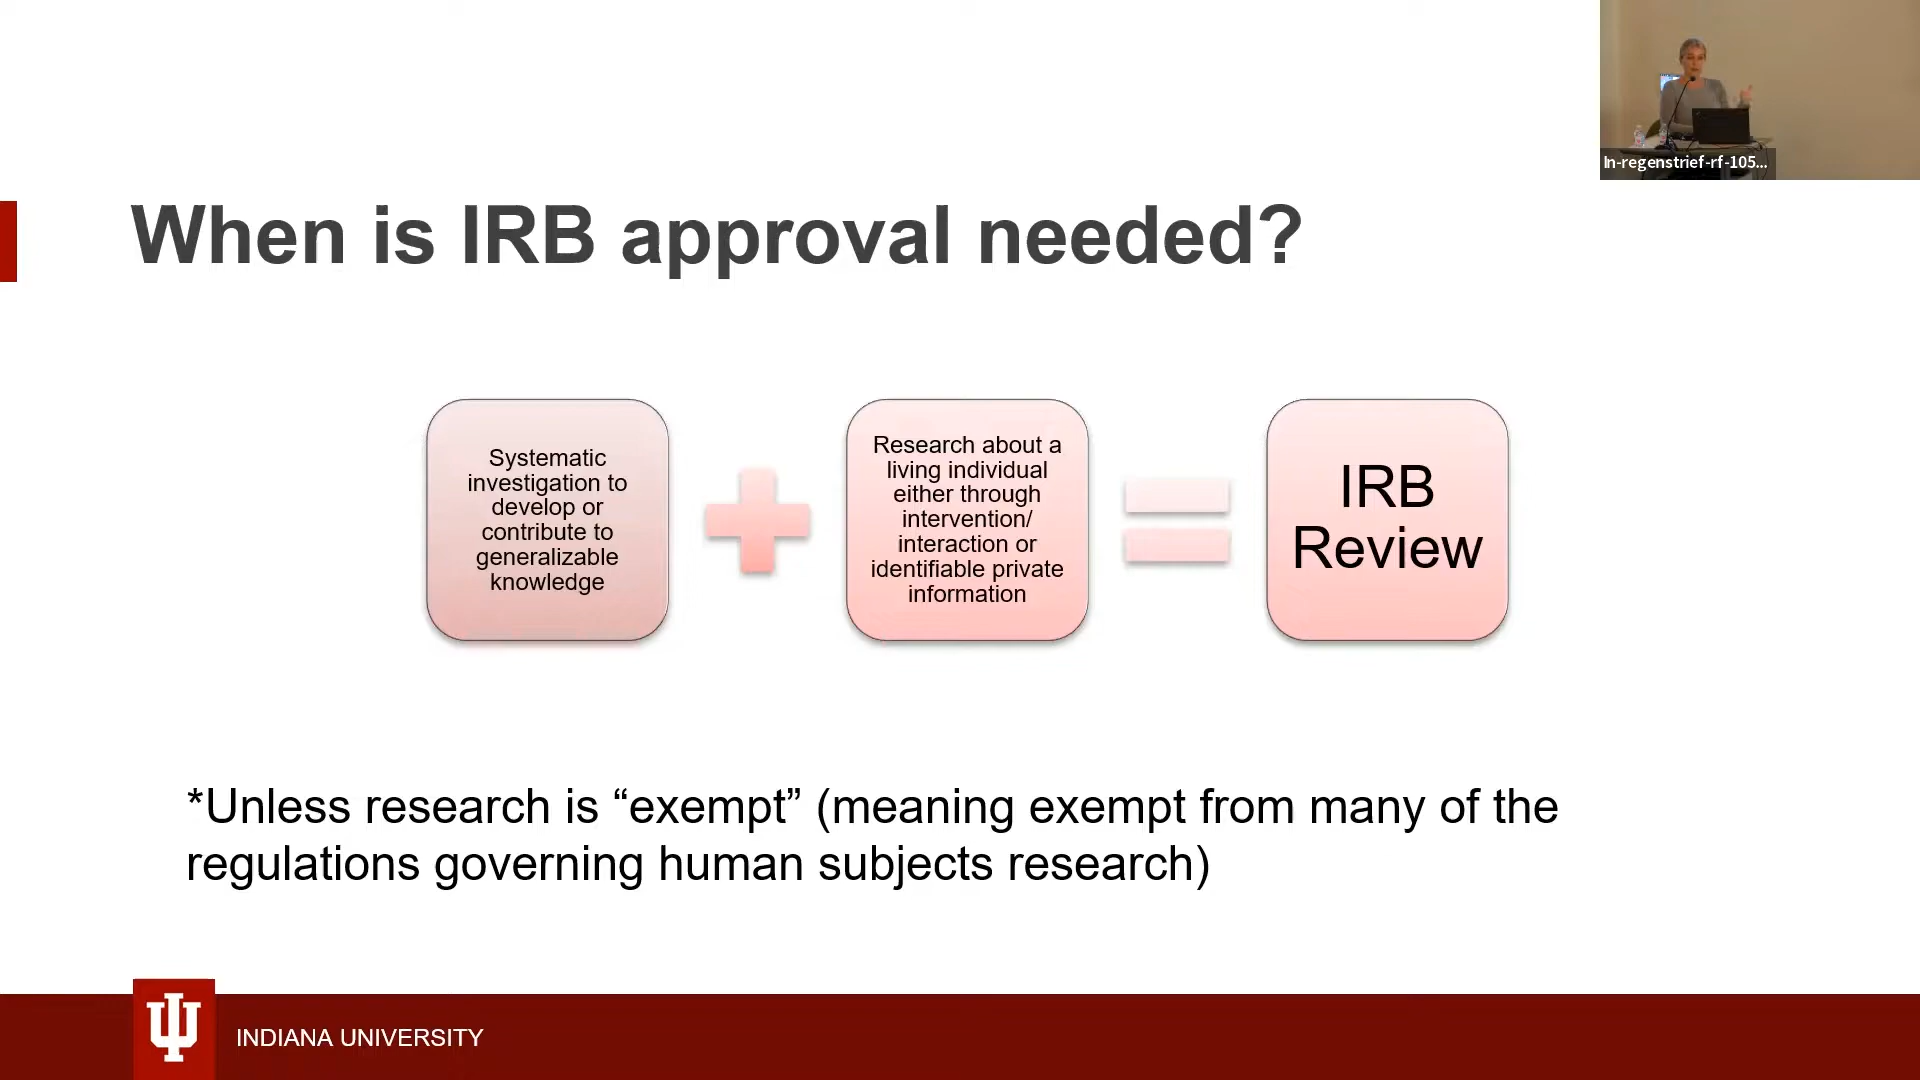 In-regenstrief-rf-105...
When is IRB approval needed?
Systematic
investigation to
develop or
contribute to
generalizable
knowledge
Research about a
living individual
either through
intervention/
interaction or
identifiable private
information
IRB
Review
*Unless research is “exempt” (meaning exempt from many of the
regulations governing human subjects research)
INDIANA UNIVERSITY